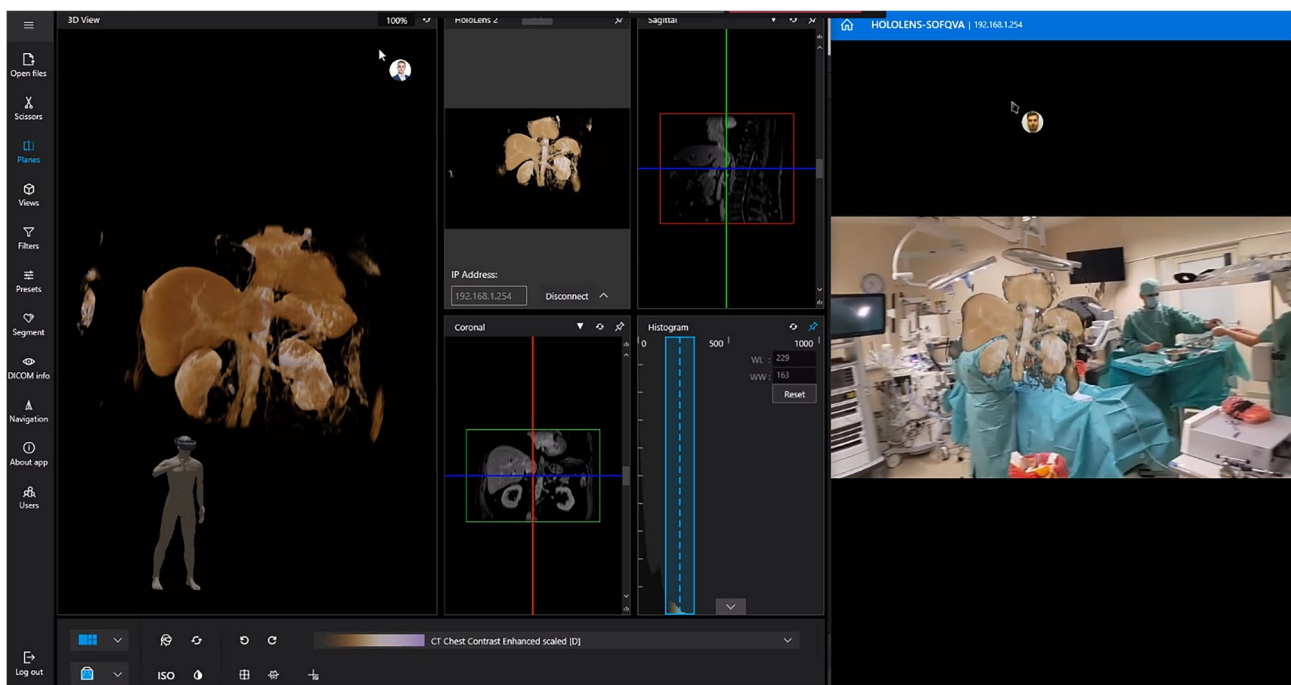 3D View
100%
HoloLens 2
Sagittal
HOLOLENS-SOFQVA | 192.168.1.254
Open files
Scissors
Planes
Views
Filters
Presets
Segment
DICOM info
Navigation
About app
Users
Log out
IP Address:
192.168.1.254
Disconnect
Coronal
Histogram
0
500
1000
WL :
229
WW :
163
Reset
CT Chest Contrast Enhanced scaled [D]
ISO